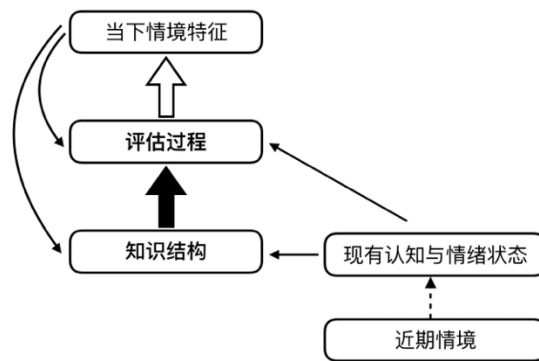 当下情境特征
评估过程
知识结构
现有认知与情绪状态
近期情境